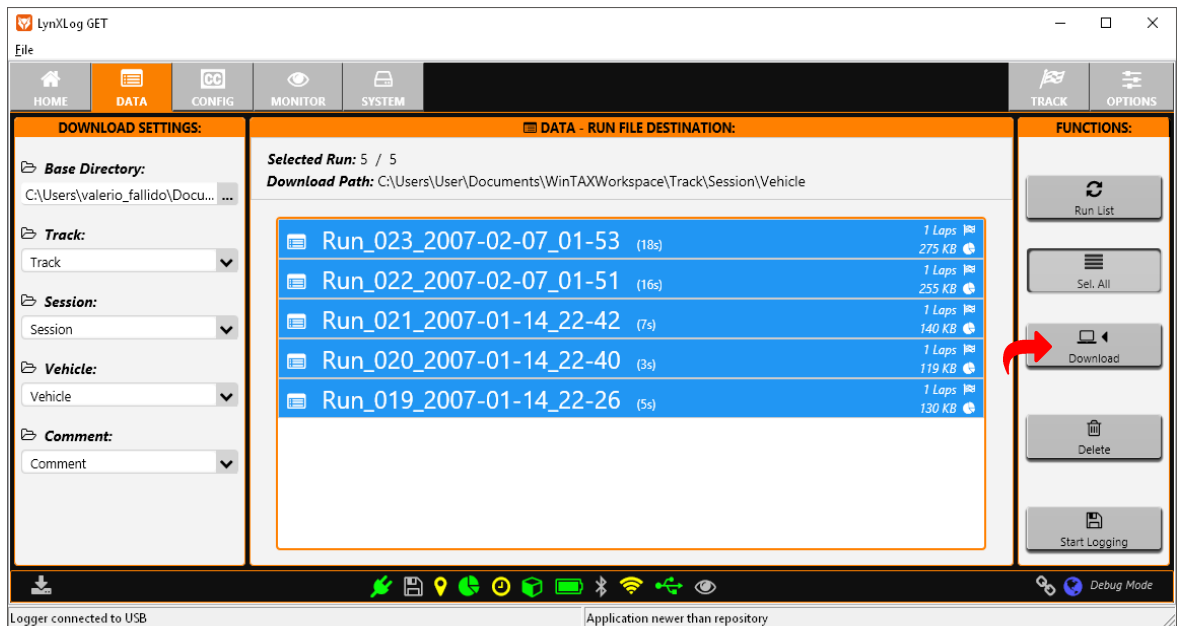 LynXLog GET
File
HOME
DATA
CC
CONFIG
MONITOR
SYSTEM
TRACK
OPTIONS
DOWNLOAD SETTINGS:
Base Directory:
C:\Users\valerio_fallido\Docu... ...
Track:
Track
Session:
Session
Vehicle:
Vehicle
Comment:
Comment
DATA - RUN FILE DESTINATION:
Selected Run: 5 / 5
Download Path: C:\Users\User\Documents\WinTAXWorkspace\Track\Session\Vehicle
Run_023_2007-02-07_01-53 (18s)
1 Laps
275 KB
Run_022_2007-02-07_01-51 (16s)
1 Laps
255 KB
Run_021_2007-01-14_22-42 (7s)
1 Laps
140 KB
Run_020_2007-01-14_22-40 (3s)
1 Laps
119 KB
Run_019_2007-01-14_22-26 (5s)
1 Laps
130 KB
FUNCTIONS:
Run List
Sel. All
Download
Delete
Start Logging
Debug Mode
Logger connected to USB
Application newer than repository